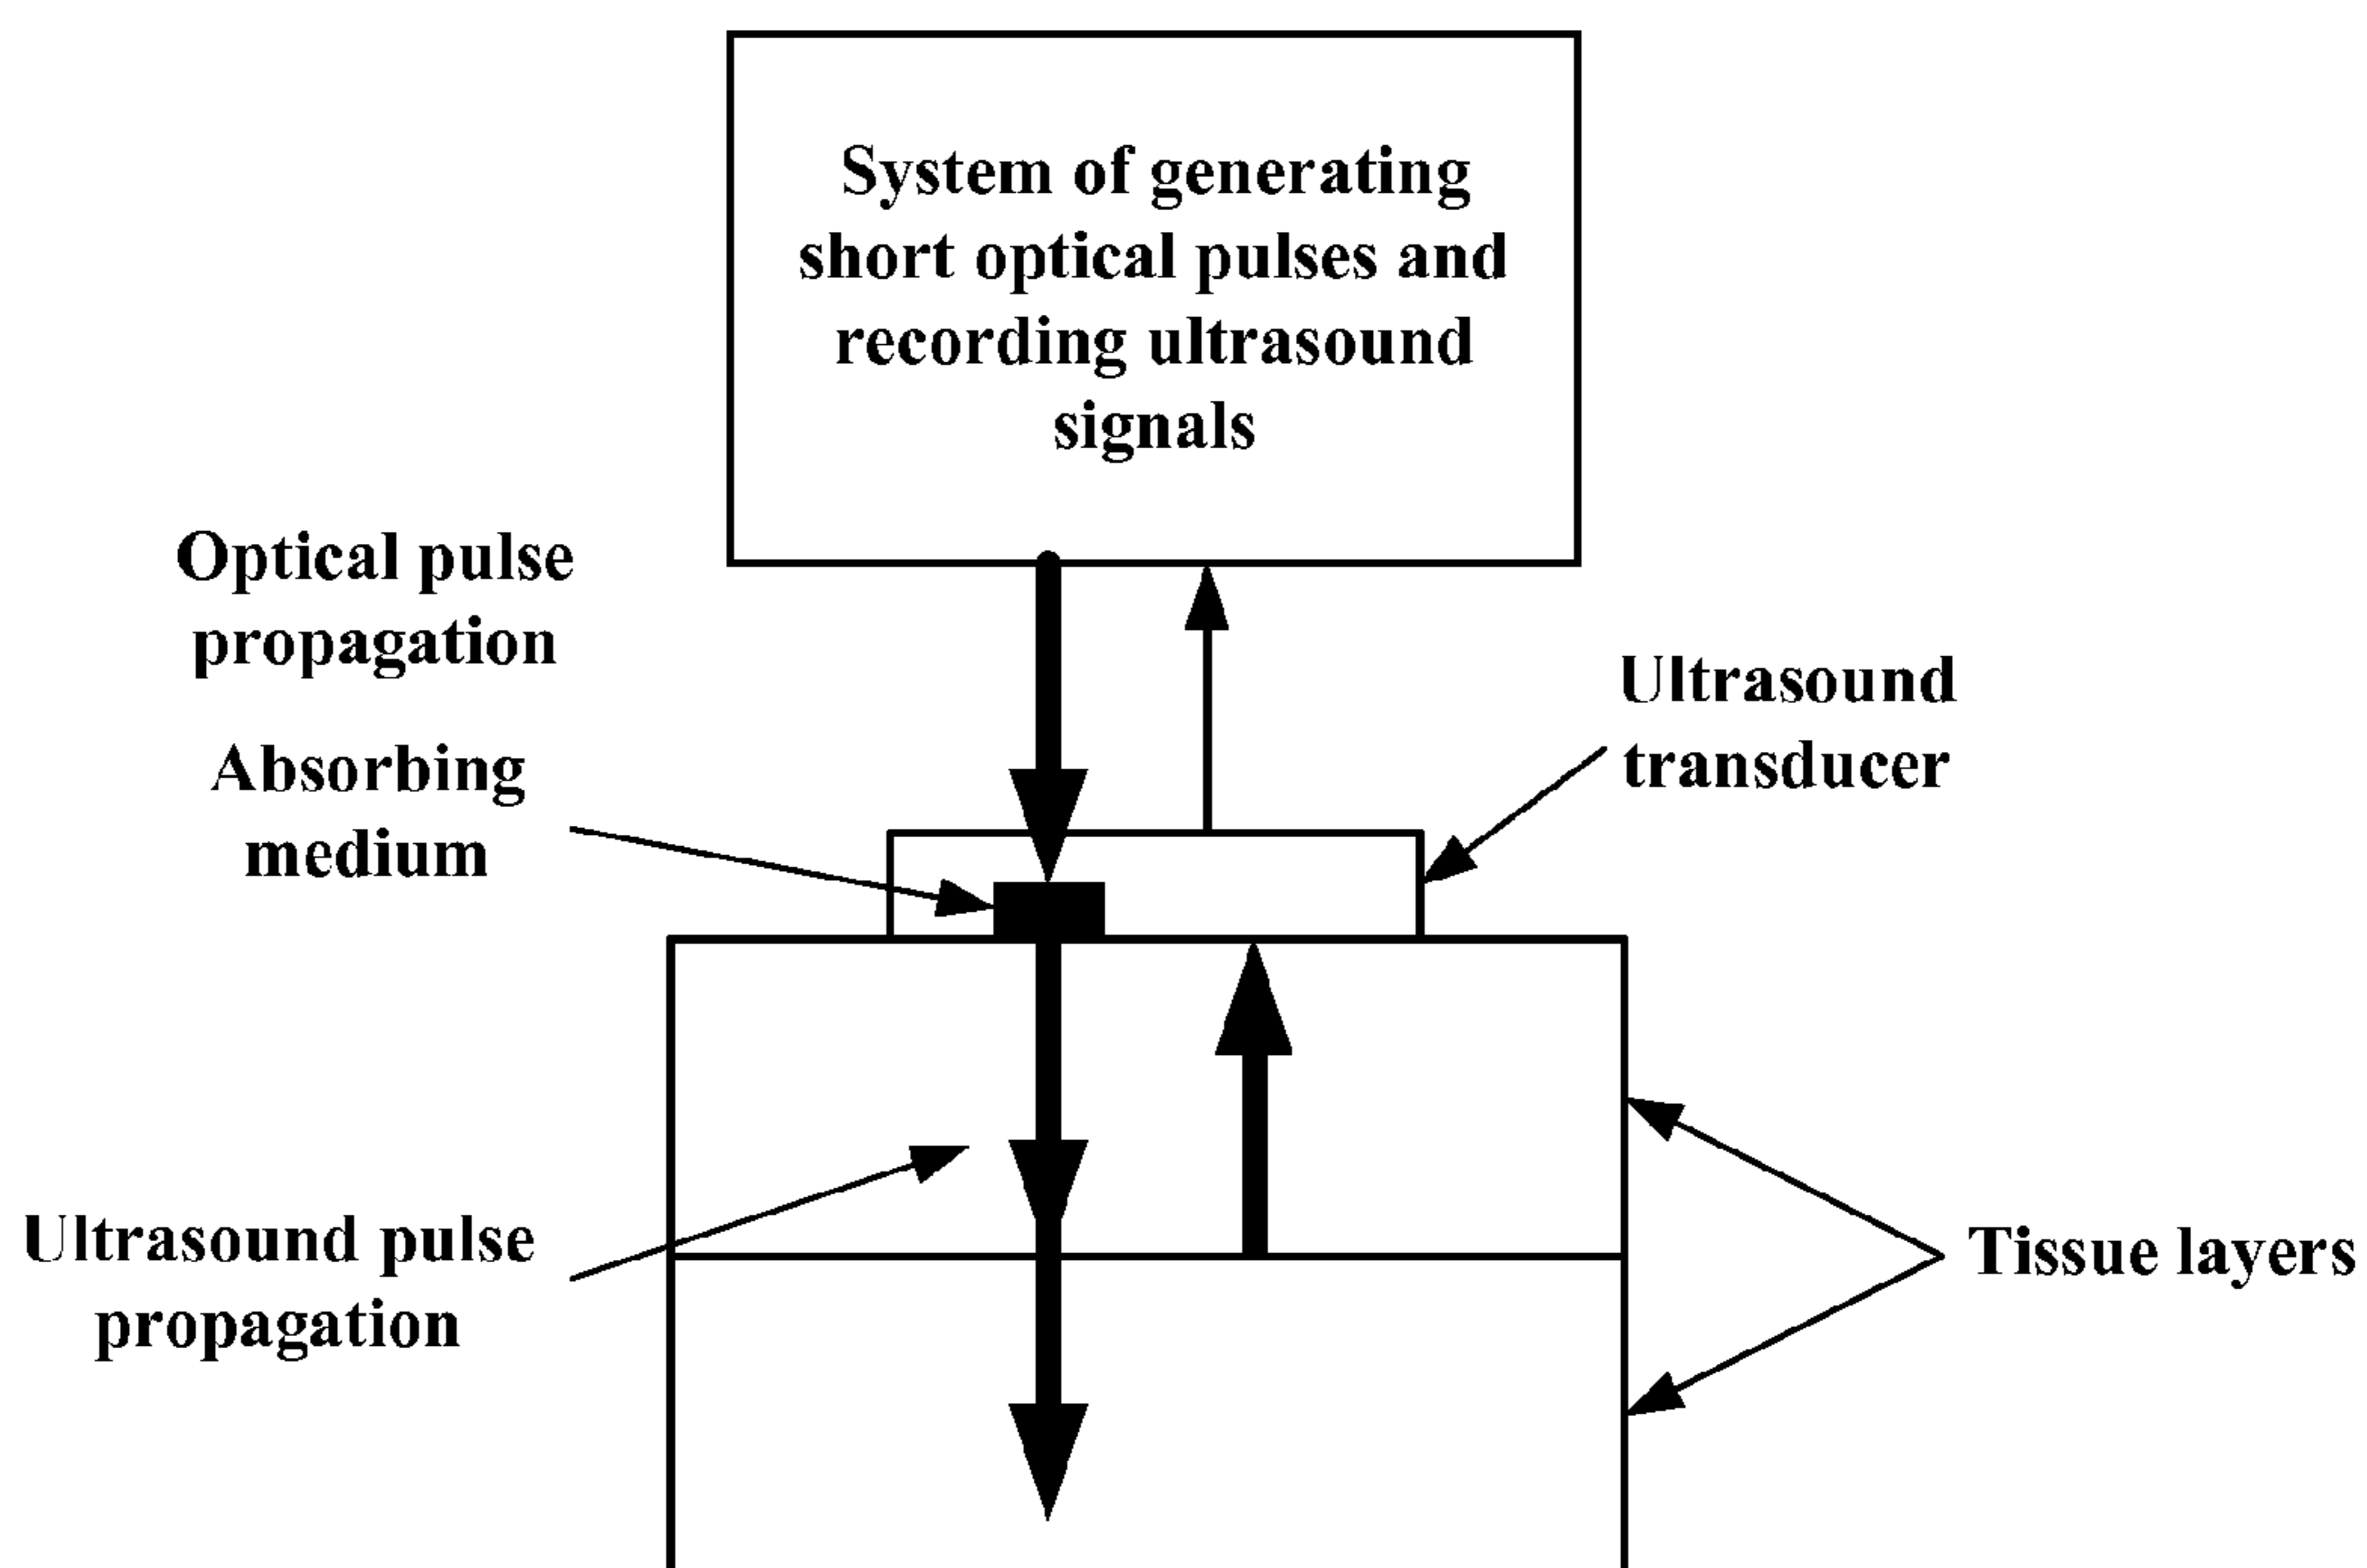 System of generating
short optical pulses and
recording ultrasound
signals
Optical pulse
propagation
Absorbing
medium
Ultrasound
transducer
Ultrasound pulse
propagation
Tissue layers